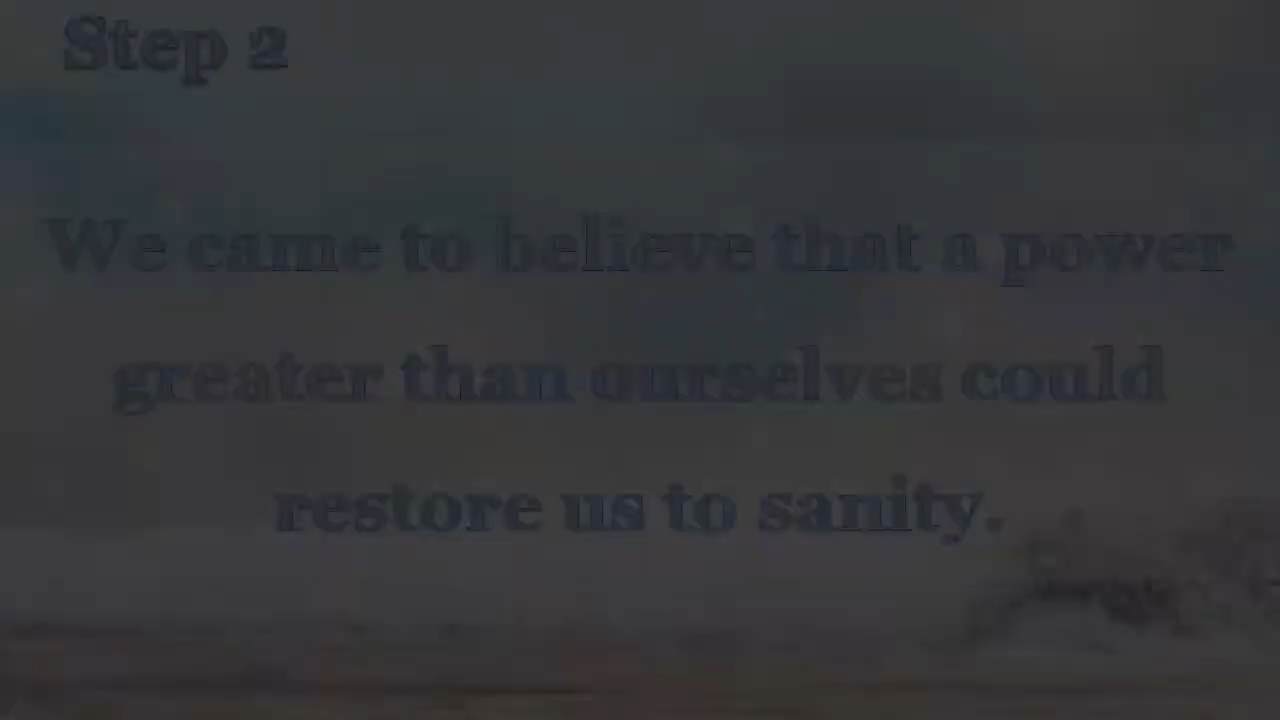 Step 2
We came to believe that a power
greater than ourselves could
restore us to sanity.